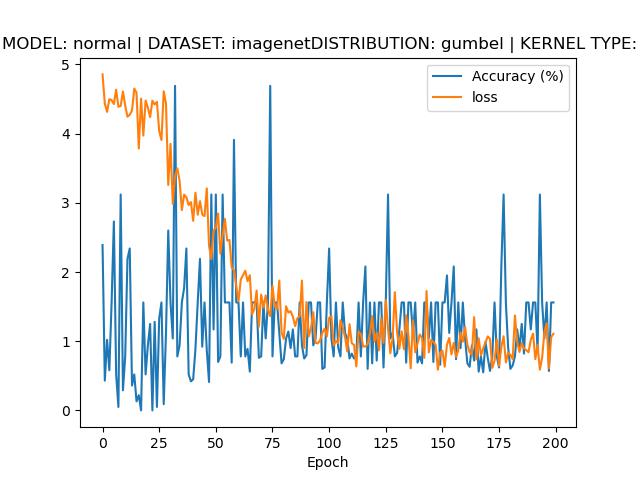 MODEL: normal | DATASET: imagenetDISTRIBUTION: gumbel | KERNEL TYPE:
Accuracy (%)
loss
5
4
3
2
1
0
0 25 50 75 100 125 150 175 200
Epoch